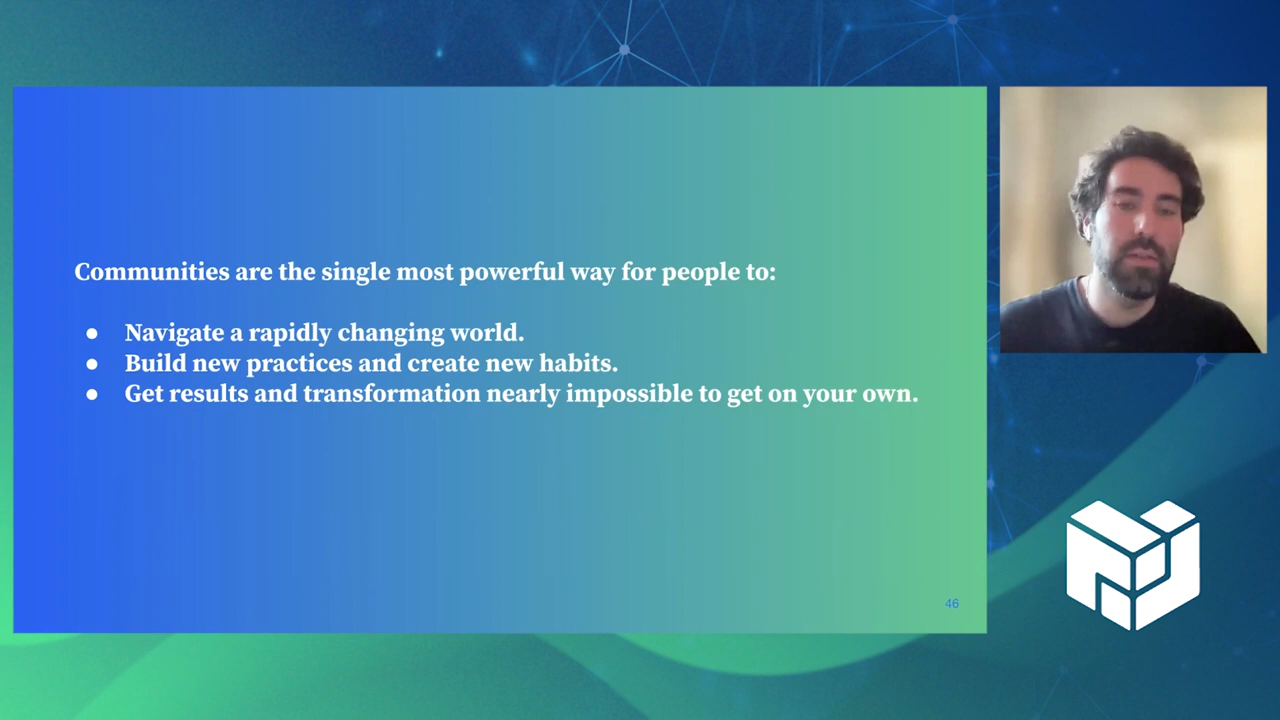 Communities are the single most powerful way for people to:
● Navigate a rapidly changing world.
● Build new practices and create new habits.
● Get results and transformation nearly impossible to get on your own.
46